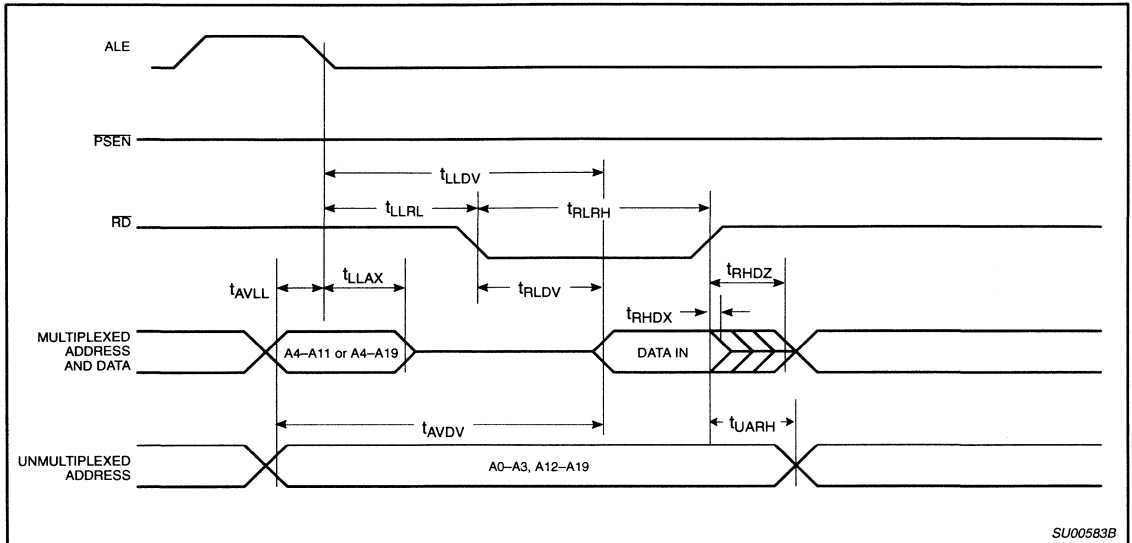 ALE
PSEN
tLLDV
tLLRL
tRLRH
RD
tAVLL
tLLAX
tRLDV
tRHDZ
tRHDX
MULTIPLEXED
ADDRESS
AND DATA
A4–A11 or A4–A19
DATA IN
tAVDV
tUARH
UNMULTIPLEXED
ADDRESS
A0–A3, A12–A19
SU00583B